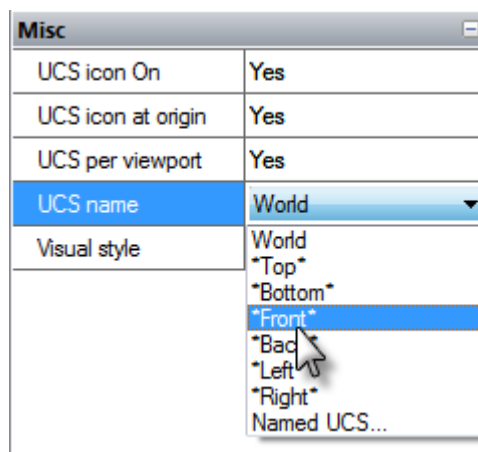 Misc
UCS icon On Yes
UCS icon at origin Yes
UCS per viewport Yes
UCS name World
Visual style World
*Top*
*Bottom*
*Front*
*Left*
*Right*
Named UCS...